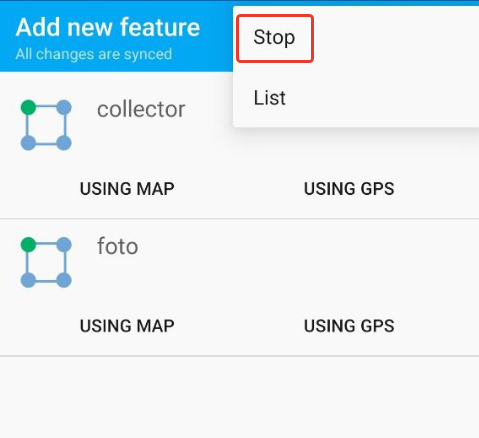 Add new feature
All changes are synced
Stop
List
collector
USING MAP USING GPS
foto
USING MAP USING GPS